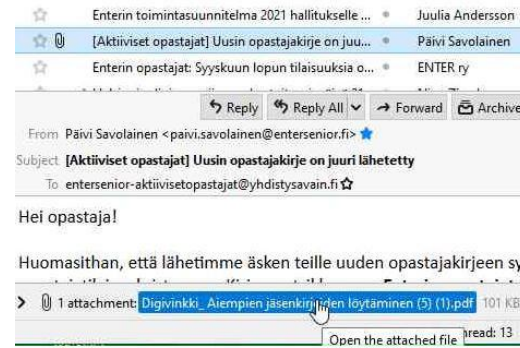 Enterin toimintasuunnitelma 2021 hallitukselle ... Juulia Andersson
[Aktiiviset opastajat] Uusin opastajakirje on juu... Päivi Savolainen
Enterin opastajat: Syyskuun lopun tilaisuuksia o... ENTER ry
Reply Reply All Forward Archive
From Päivi Savolainen <paivi.savolainen@entersenior.fi>
Subject [Aktiiviset opastajat] Uusin opastajakirje on juuri lähetetty
To entersenior-aktiivisetopastajat@yhdistysavain.fi
Hei opastaja!
Huomasithan, että lähetimme äsken teille uuden opastajakirjeen sy
1 attachment: Digivinkki_ Aiempien jäsenkirjeiden löytäminen (5) (1).pdf 101 KB
Open the attached file read: 13